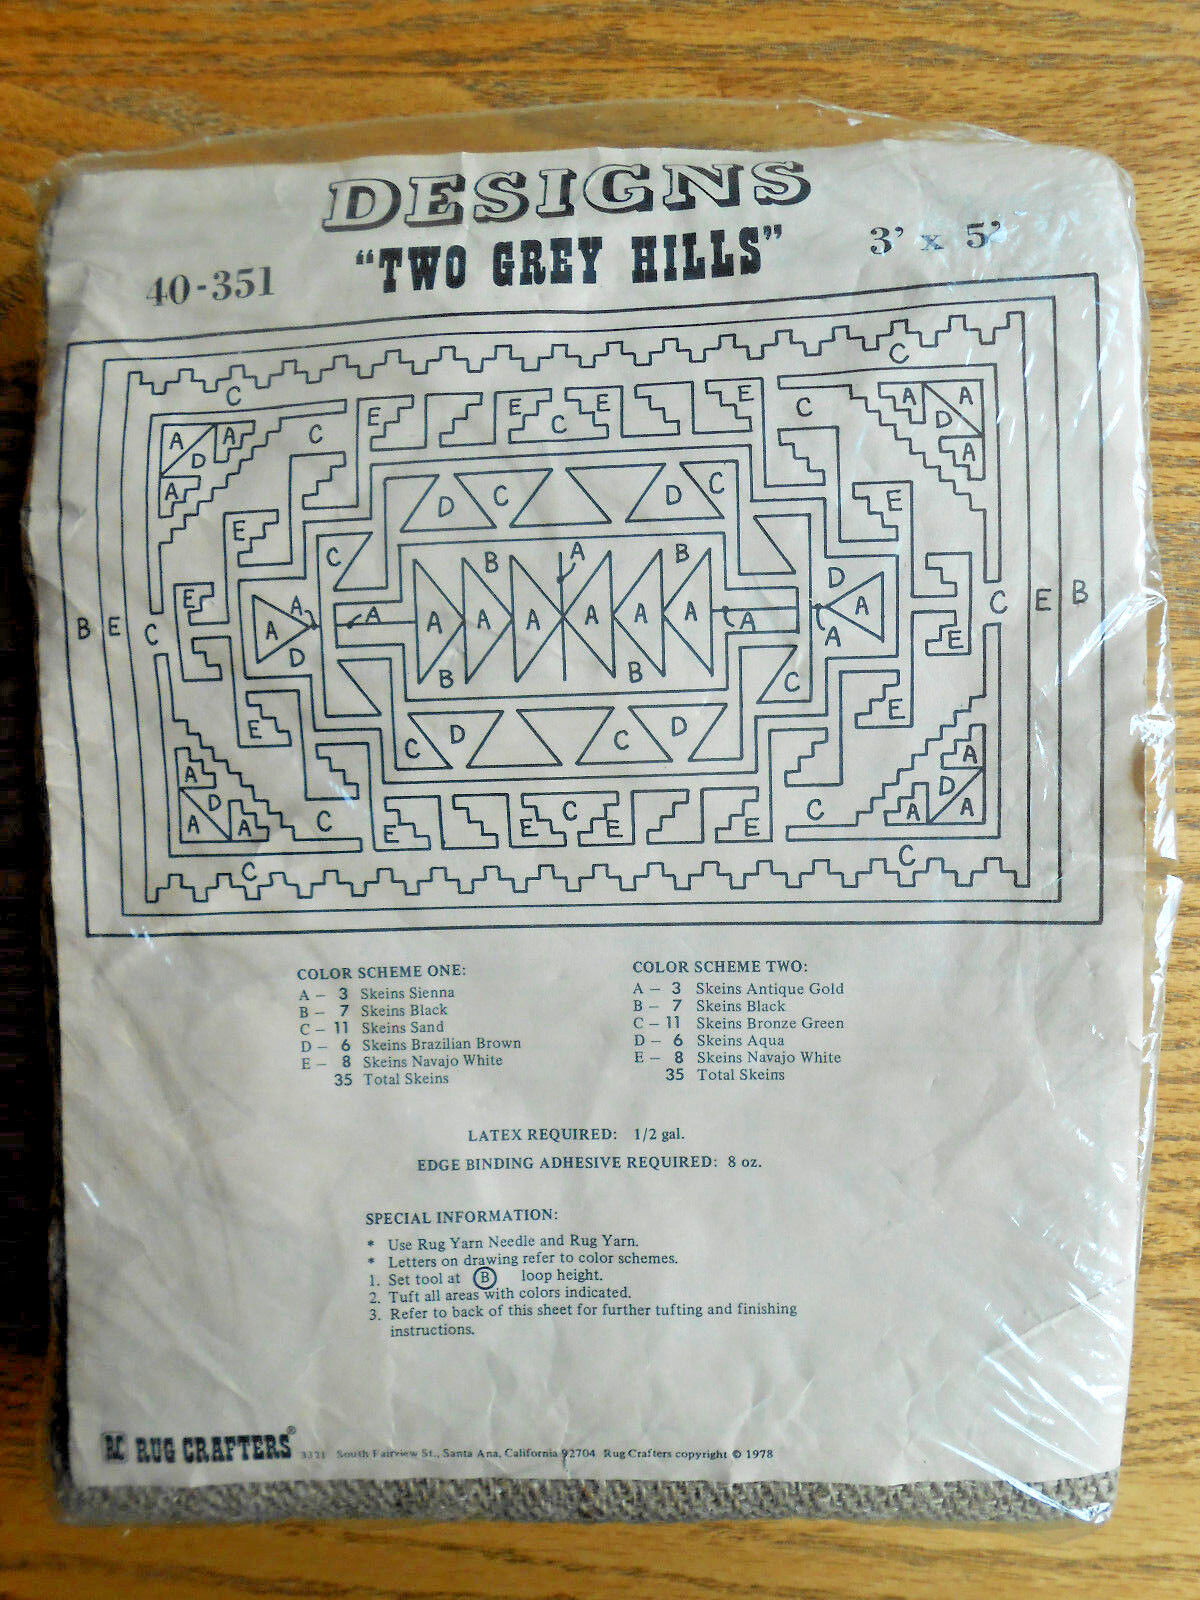 DESIGNS
40-351 "TWO GREY HILLS" 3' x 5'
C
C E E C E E C A D A
A D A C A
A E D C D C E
E C B A B D
B E C E A A A A A A A A A A A A C E B
D B B C E
E C D C D E A
A D A A C E C E E C A D A
C C
COLOR SCHEME ONE:
A – 3 Skeins Sienna
B – 7 Skeins Black
C – 11 Skeins Sand
D – 6 Skeins Brazilian Brown
E – 8 Skeins Navajo White
35 Total Skeins
COLOR SCHEME TWO:
A – 3 Skeins Antique Gold
B – 7 Skeins Black
C – 11 Skeins Bronze Green
D – 6 Skeins Aqua
E – 8 Skeins Navajo White
35 Total Skeins
LATEX REQUIRED: 1/2 gal.
EDGE BINDING ADHESIVE REQUIRED: 8 oz.
SPECIAL INFORMATION:
* Use Rug Yarn Needle and Rug Yarn.
* Letters on drawing refer to color schemes.
1. Set tool at B loop height.
2. Tuft all areas with colors indicated.
3. Refer to back of this sheet for further tufting and finishing
instructions.
RC RUG CRAFTERS® 3321 South Fairview St., Santa Ana, California 92704 Rug Crafters copyright © 1978